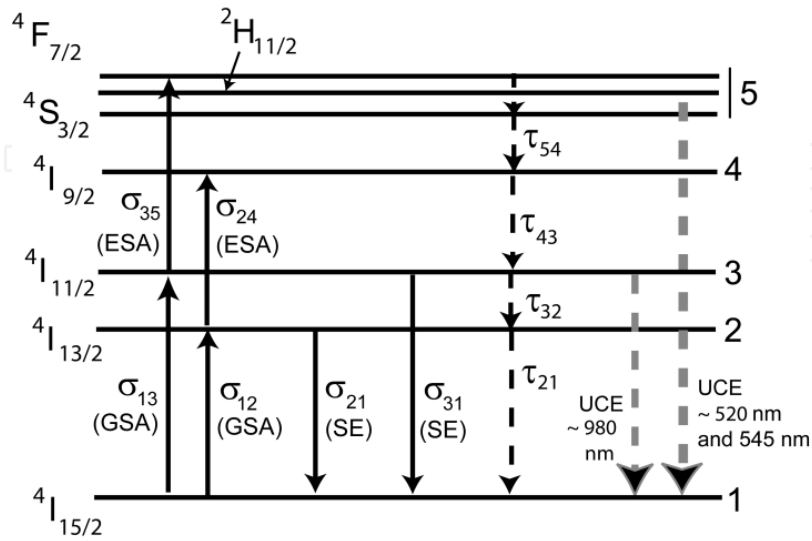 ⁴F₇/₂
²H₁₁/₂
⁴S₃/₂
5
τ₅₄
⁴I₉/₂
4
σ₃₅
(ESA)
σ₂₄
(ESA)
τ₄₃
⁴I₁₁/₂
3
τ₃₂
⁴I₁₃/₂
2
σ₁₃
(GSA)
σ₁₂
(GSA)
σ₂₁
(SE)
σ₃₁
(SE)
τ₂₁
UCE
~ 980
nm
UCE
~ 520 nm
and 545 nm
⁴I₁₅/₂
1